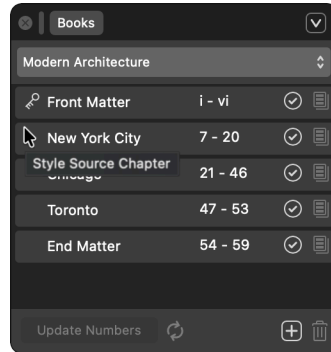 Books
Modern Architecture
Front Matter i - vi
New York City 7 - 20
Style Source Chapter
Chicago 21 - 46
Toronto 47 - 53
End Matter 54 - 59
Update Numbers